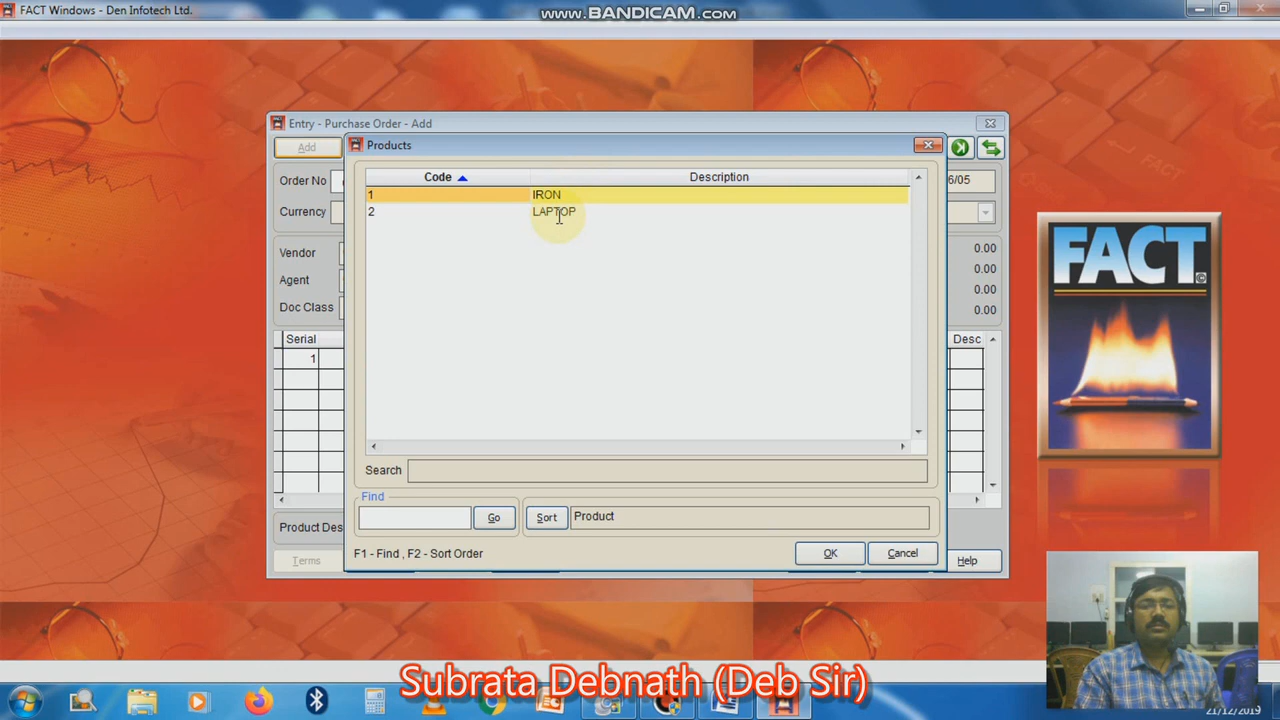 FACT Windows - Den Infotech Ltd.
www.BANDICAM.com
Entry - Purchase Order - Add
Add
Products
Order No
6/05
Currency
Code
Description
1 IRON
2 LAPTOP
Vendor
0.00
Agent
0.00
0.00
Doc Class
0.00
Serial
Desc
1
Search
Find
Go
Sort
Product
Product Des
F1 - Find , F2 - Sort Order
OK
Cancel
Terms
Help
FACT
Subrata Debnath (Deb Sir)
21/12/2019